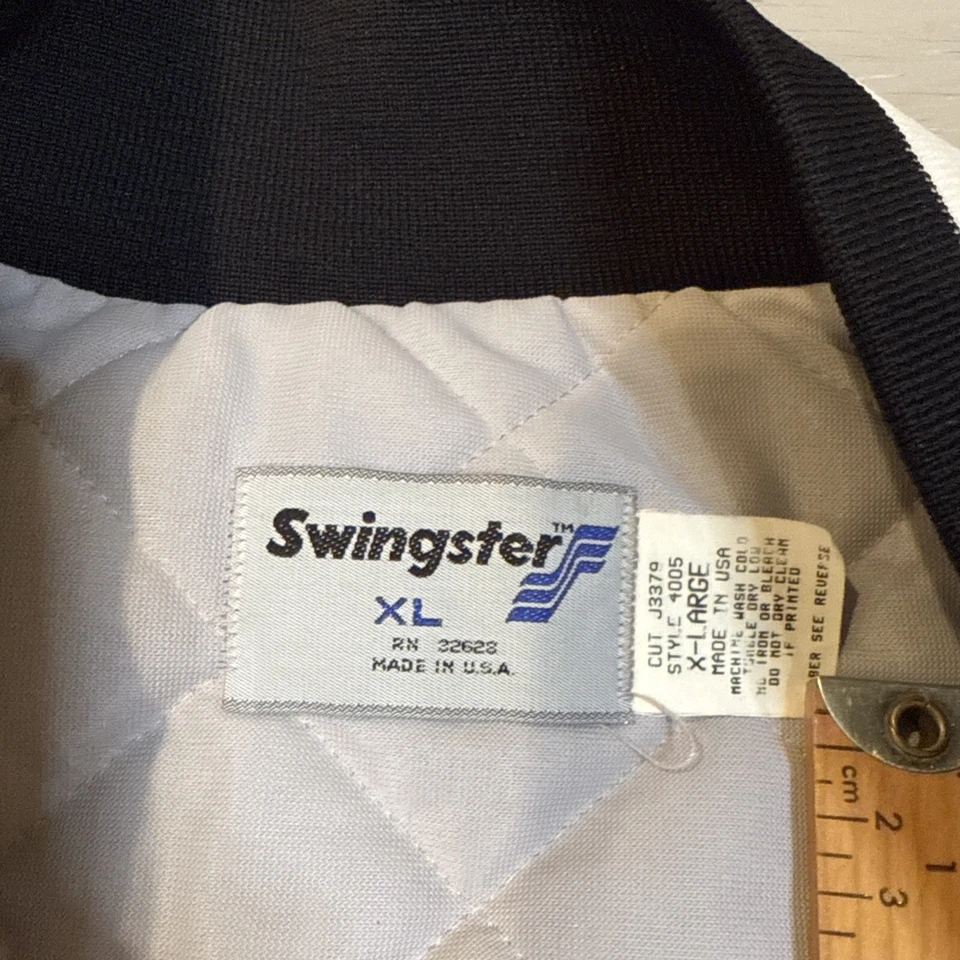 Swingster™
XL
RN 22623
MADE IN U.S.A.
CUT J3379
STYLE 4005
X-LARGE
MADE IN USA
MACHINE WASH COLD
TUMBLE DRY LOW
NO IRON OR BLEACH
DO NOT DRY CLEAN
IF PRINTED
BER SEE REVERSE
cm
2
3
1